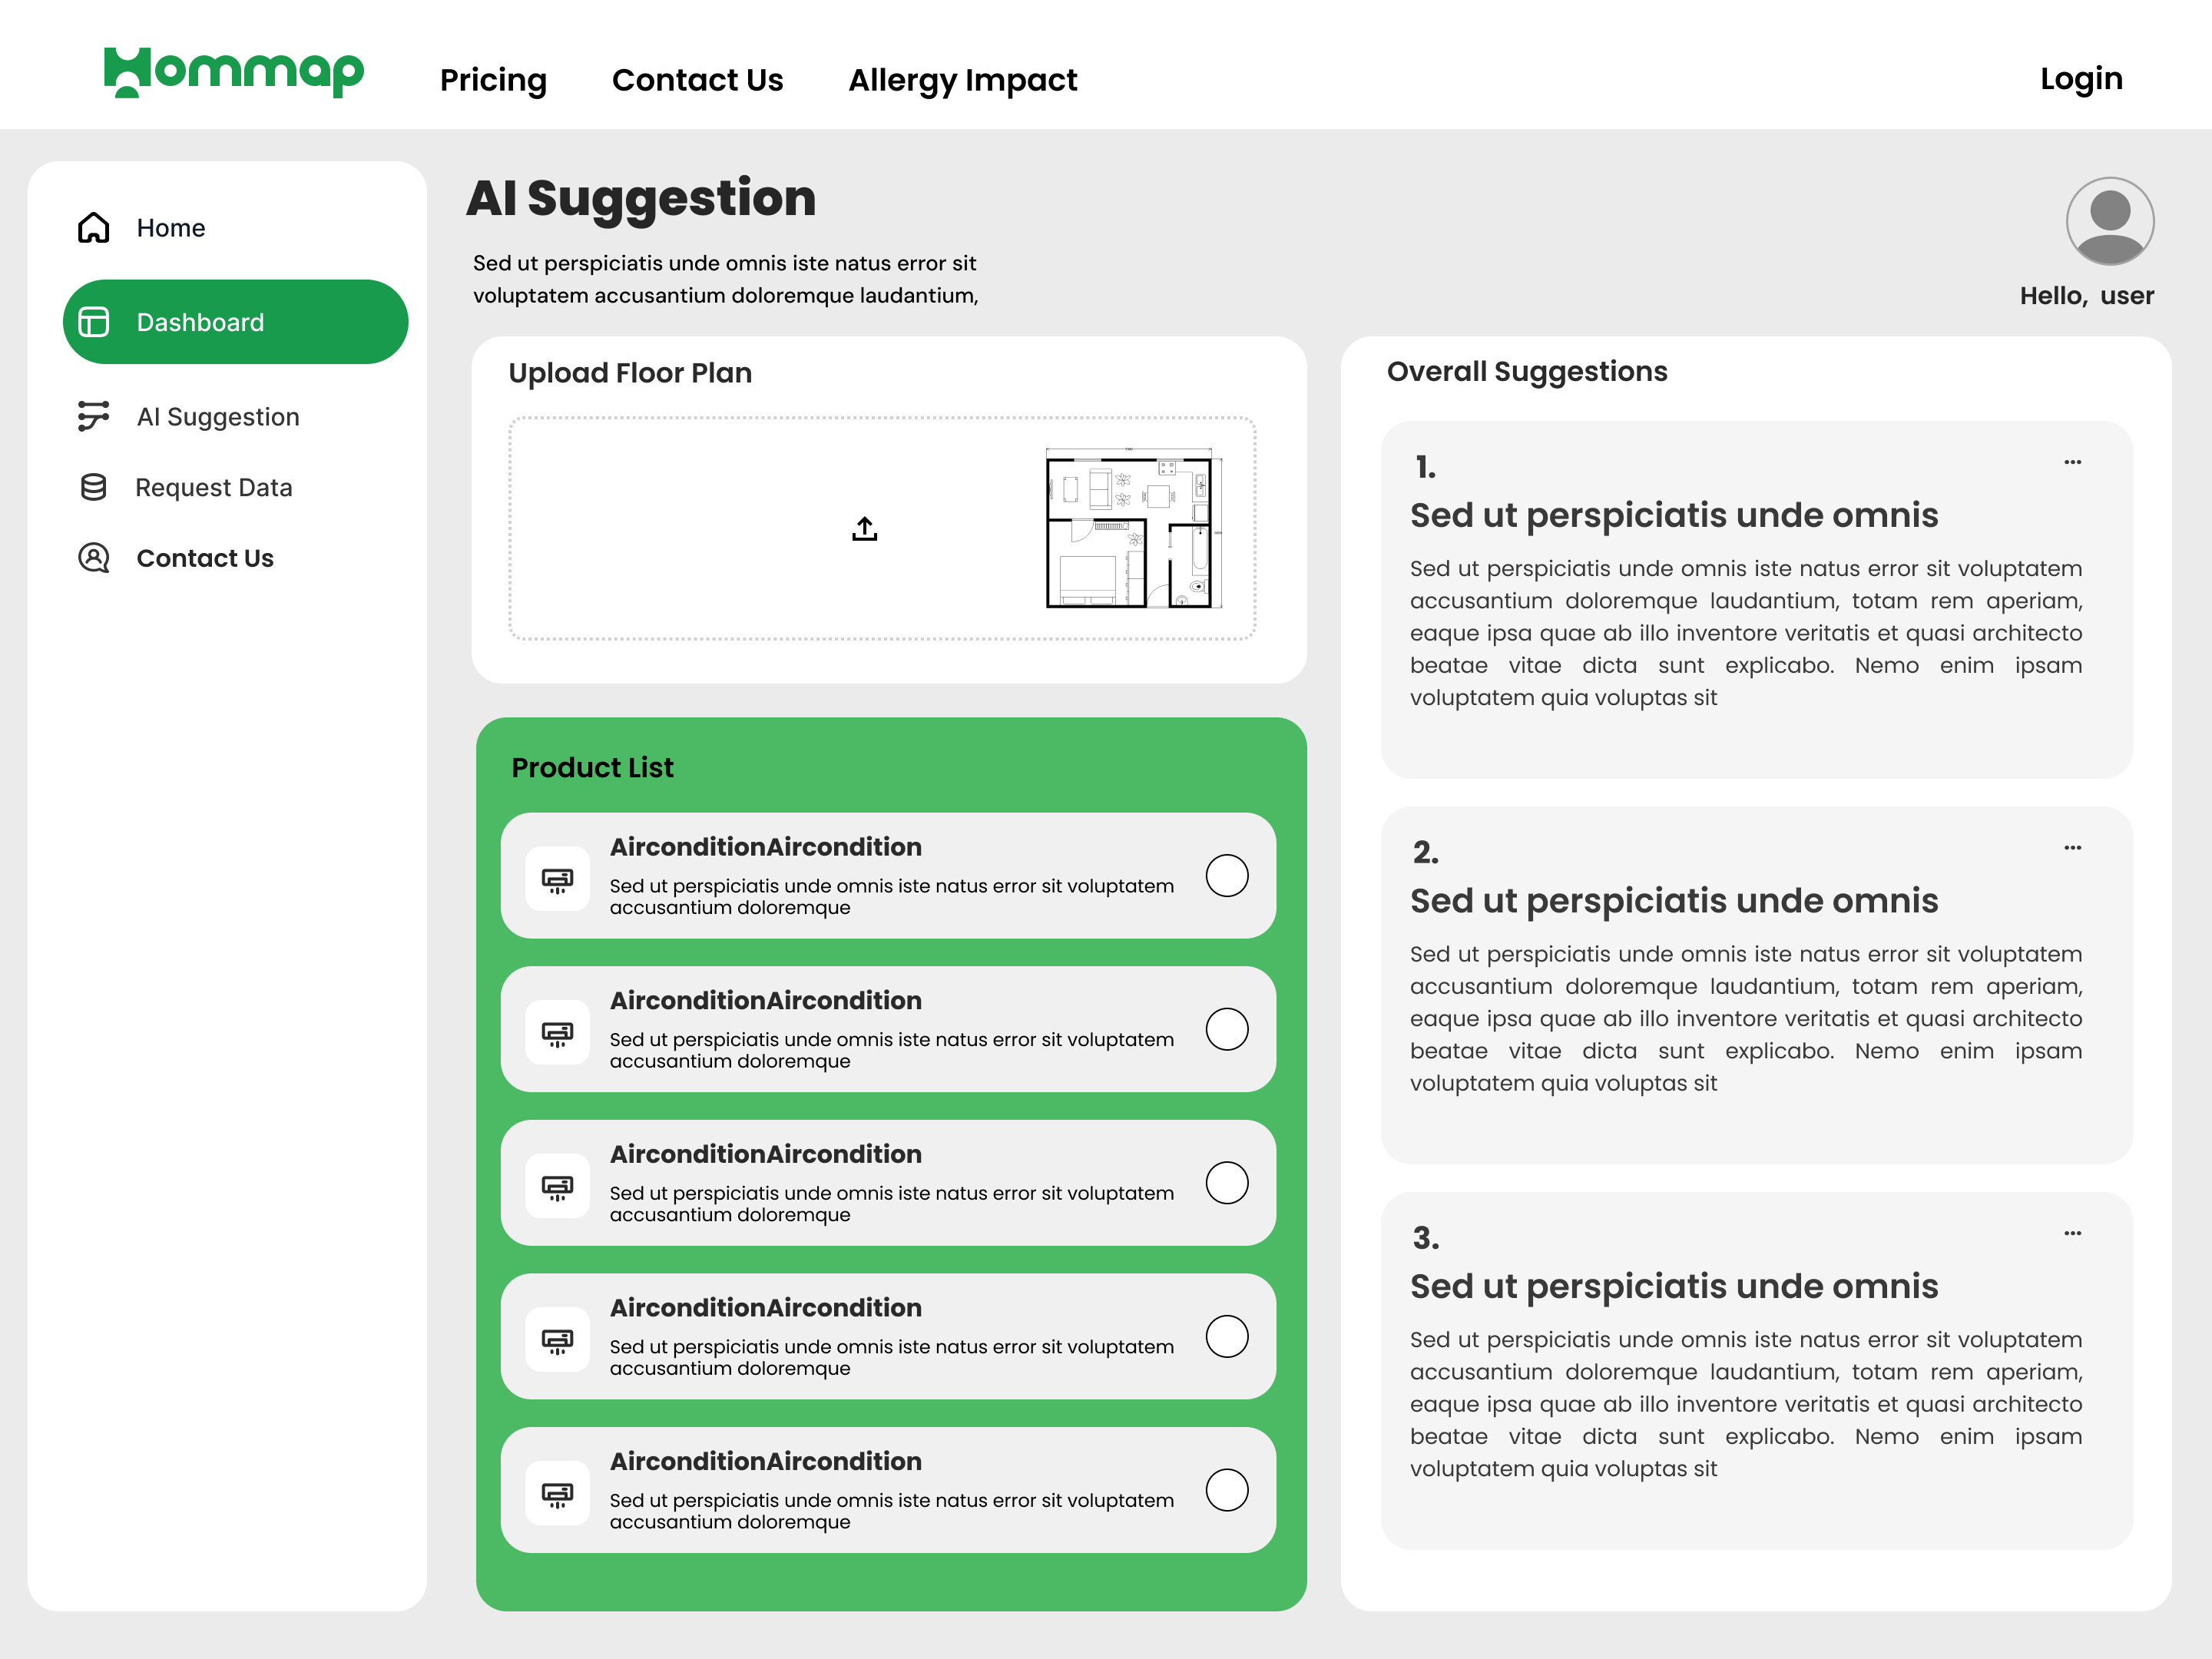 Hommap
Pricing
Contact Us
Allergy Impact
Login
Home
Dashboard
AI Suggestion
Request Data
Contact Us
AI Suggestion
Sed ut perspiciatis unde omnis iste natus error sit
voluptatem accusantium doloremque laudantium,
Hello, user
Upload Floor Plan
Product List
AirconditionAircondition
Sed ut perspiciatis unde omnis iste natus error sit voluptatem
accusantium doloremque
AirconditionAircondition
Sed ut perspiciatis unde omnis iste natus error sit voluptatem
accusantium doloremque
AirconditionAircondition
Sed ut perspiciatis unde omnis iste natus error sit voluptatem
accusantium doloremque
AirconditionAircondition
Sed ut perspiciatis unde omnis iste natus error sit voluptatem
accusantium doloremque
AirconditionAircondition
Sed ut perspiciatis unde omnis iste natus error sit voluptatem
accusantium doloremque
Overall Suggestions
1.
Sed ut perspiciatis unde omnis
Sed ut perspiciatis unde omnis iste natus error sit voluptatem
accusantium doloremque laudantium, totam rem aperiam,
eaque ipsa quae ab illo inventore veritatis et quasi architecto
beatae vitae dicta sunt explicabo. Nemo enim ipsam
voluptatem quia voluptas sit
2.
Sed ut perspiciatis unde omnis
Sed ut perspiciatis unde omnis iste natus error sit voluptatem
accusantium doloremque laudantium, totam rem aperiam,
eaque ipsa quae ab illo inventore veritatis et quasi architecto
beatae vitae dicta sunt explicabo. Nemo enim ipsam
voluptatem quia voluptas sit
3.
Sed ut perspiciatis unde omnis
Sed ut perspiciatis unde omnis iste natus error sit voluptatem
accusantium doloremque laudantium, totam rem aperiam,
eaque ipsa quae ab illo inventore veritatis et quasi architecto
beatae vitae dicta sunt explicabo. Nemo enim ipsam
voluptatem quia voluptas sit